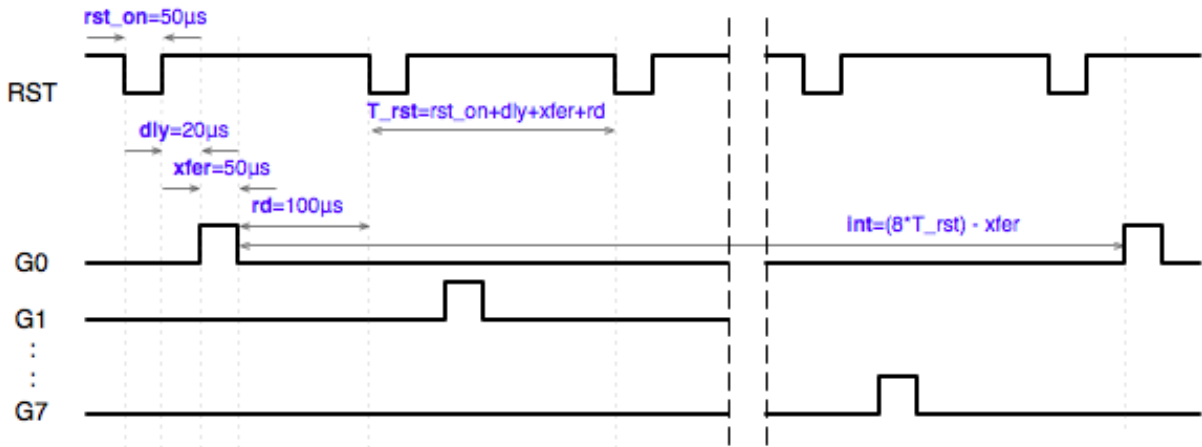 rst_on=50µs
RST
T_rst=rst_on+dly+xfer+rd
dly=20µs
xfer=50µs
rd=100µs
int=(8*T_rst) - xfer
G0
G1
:
:
G7